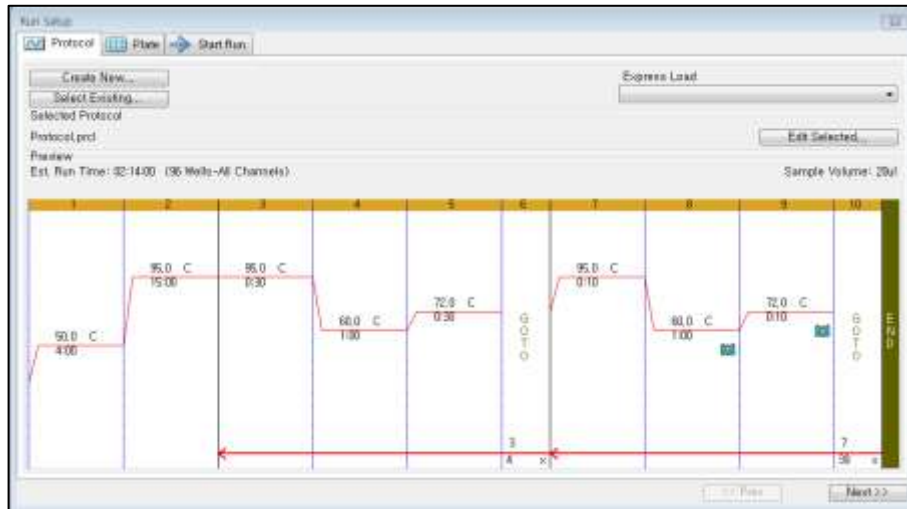 Run Setup
Protocol Plate Start Run
Create New...
Express Load
Select Existing...
Selected Protocol
Protocol.prcl
Edit Selected...
Preview
Est. Run Time: 02:14:00 (96 Wells-All Channels)
Sample Volume: 20ul
1 2 3 4 5 6 7 8 9 10
50.0 C
4:00
95.0 C
15:00
95.0 C
0:30
60.0 C
1:00
72.0 C
0:30
GOTO
3
4 x
95.0 C
0:10
60.0 C
1:00
72.0 C
0:10
GOTO
7
x
END
<< Prev
Next >>